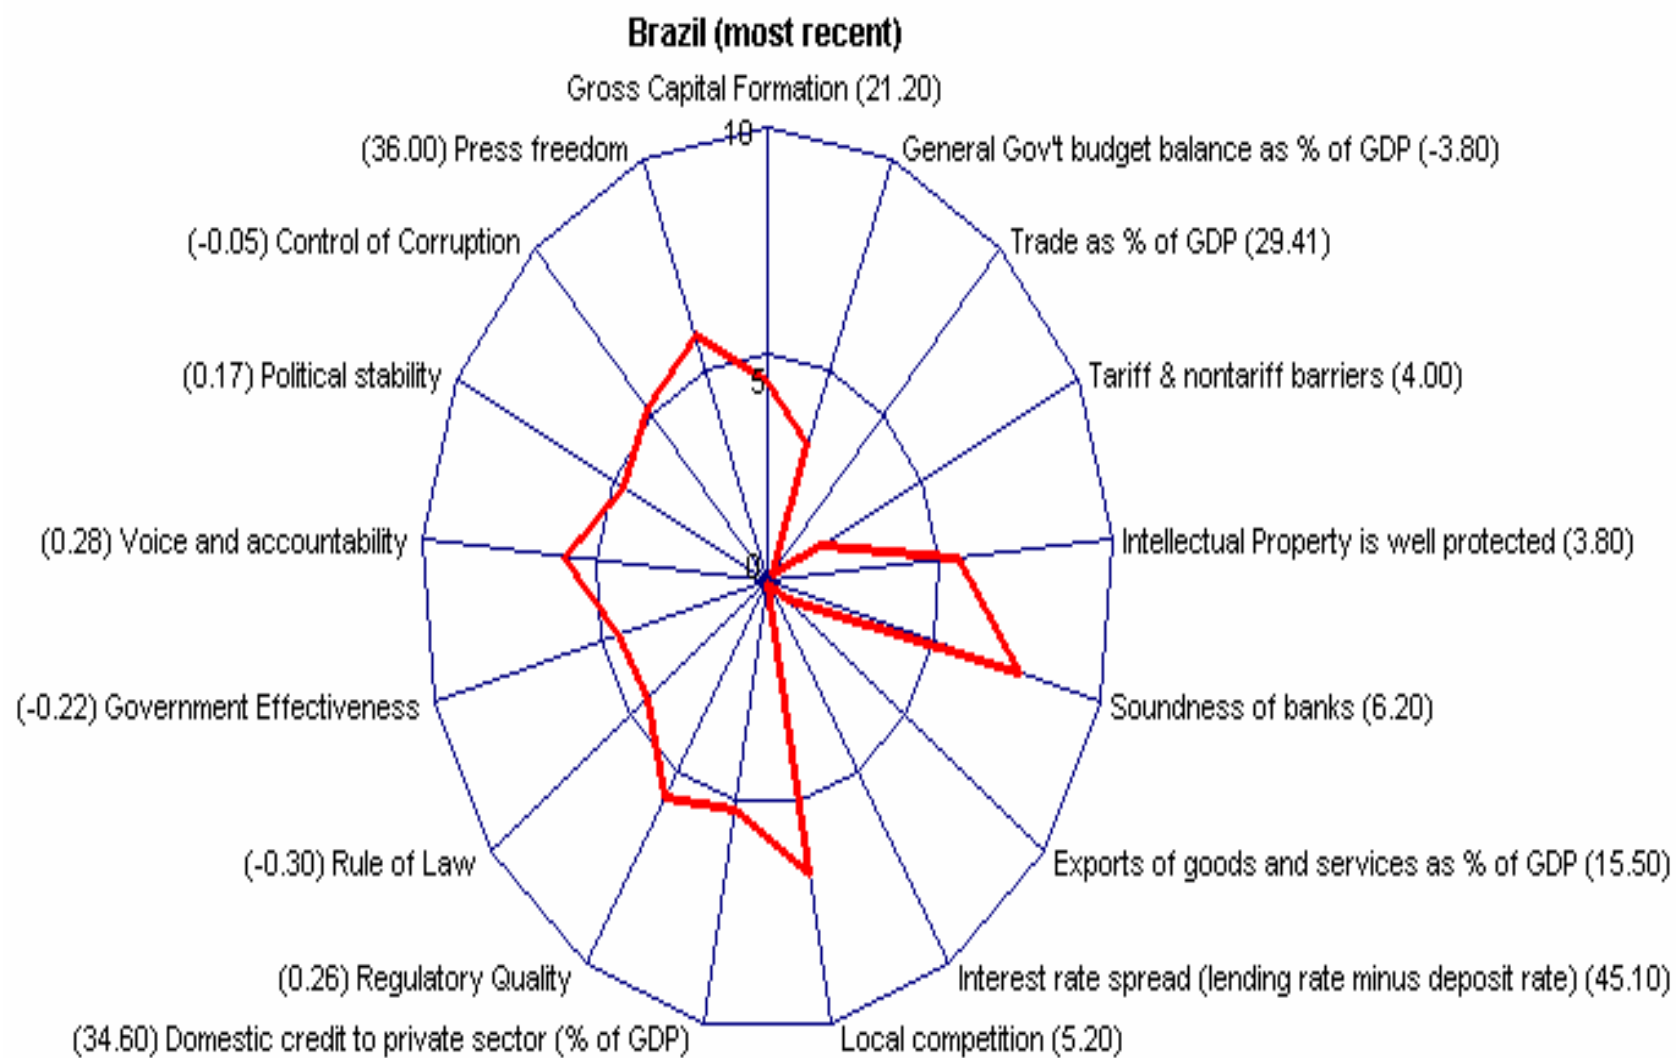 Brazil (most recent)
Gross Capital Formation (21.20)
10
(36.00) Press freedom
General Gov't budget balance as % of GDP (-3.80)
(-0.05) Control of Corruption
Trade as % of GDP (29.41)
(0.17) Political stability
5
Tariff & nontariff barriers (4.00)
(0.28) Voice and accountability
Intellectual Property is well protected (3.80)
0
(-0.22) Government Effectiveness
Soundness of banks (6.20)
(-0.30) Rule of Law
Exports of goods and services as % of GDP (15.50)
(0.26) Regulatory Quality
Interest rate spread (lending rate minus deposit rate) (45.10)
(34.60) Domestic credit to private sector (% of GDP)
Local competition (5.20)